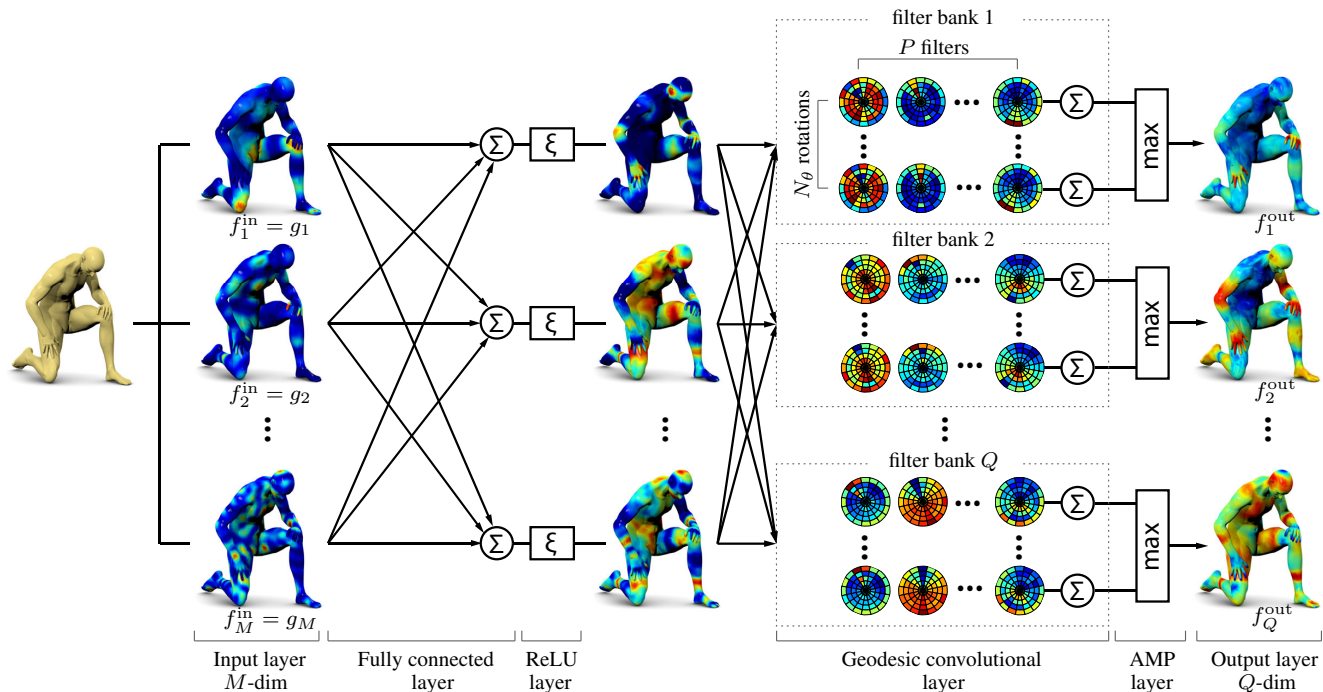 filter bank 1
P filters
N_θ rotations
Σ
ξ
Σ
max
Σ
f_1^in = g_1
f_1^out
filter bank 2
Σ
ξ
Σ
max
Σ
f_2^in = g_2
f_2^out
filter bank Q
Σ
ξ
Σ
max
Σ
f_M^in = g_M
f_Q^out
Input layer
M-dim
Fully connected
layer
ReLU
layer
Geodesic convolutional
layer
AMP
layer
Output layer
Q-dim